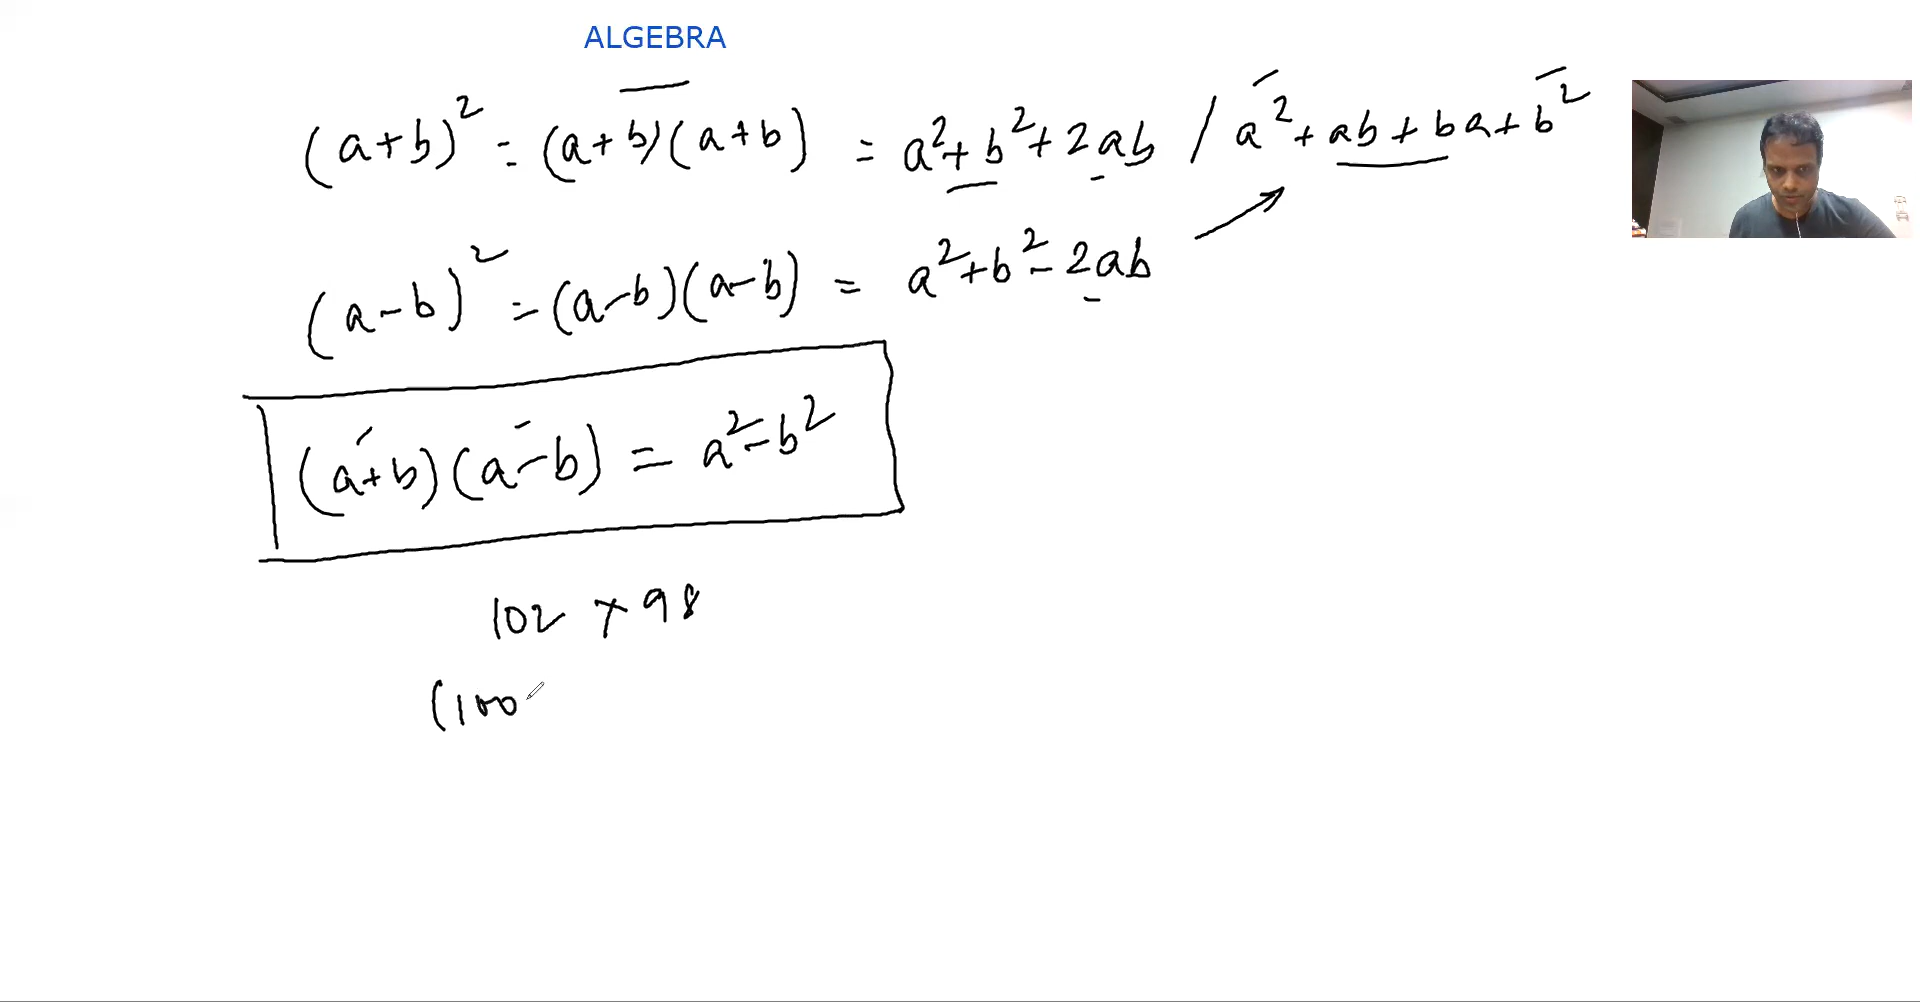 ALGEBRA
(a+b)² = (a+b)(a+b) = a²+b²+2ab / a²+ab+ba+b²
(a-b)² = (a-b)(a-b) = a²+b²-2ab
(a+b)(a-b) = a²-b²
102 × 98
(100